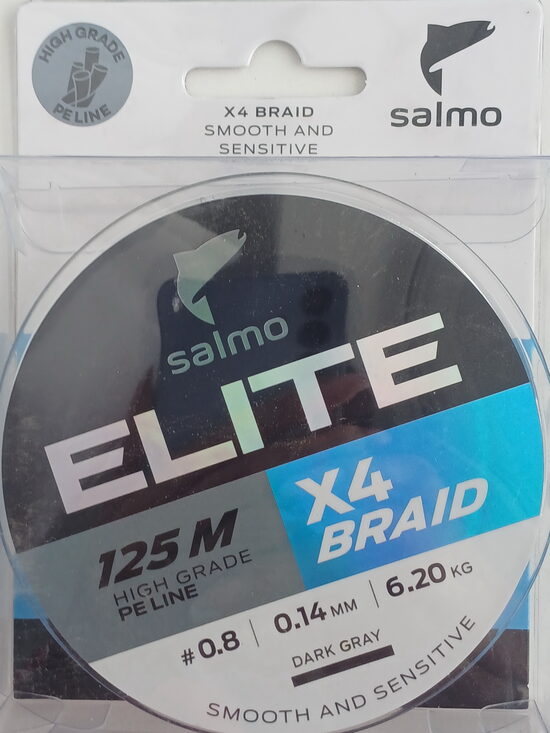 HIGH GRADE
PE LINE
X4 BRAID
SMOOTH AND
SENSITIVE
salmo
salmo
ELITE
X4
BRAID
125 M
HIGH GRADE
PE LINE
#0.8 | 0.14 MM | 6.20 KG
DARK GRAY
SMOOTH AND SENSITIVE